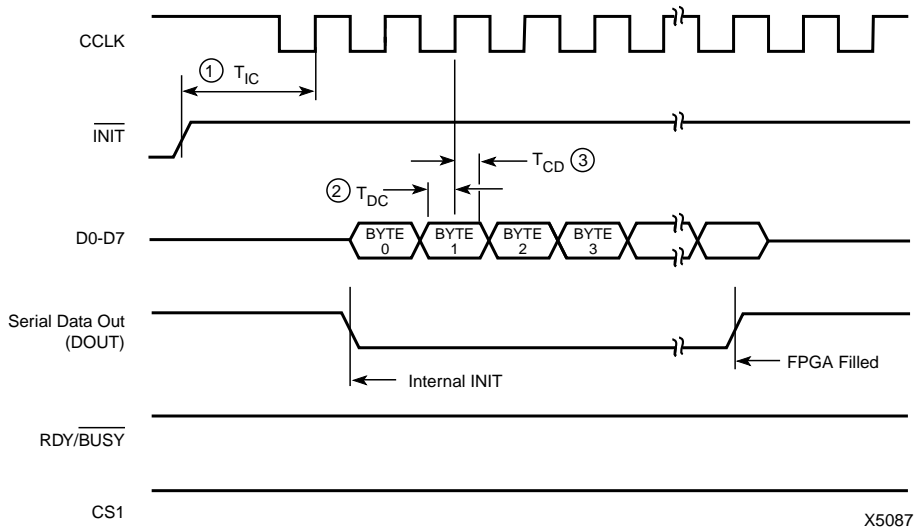 CCLK
① T_IC
INIT
T_CD ③
② T_DC
D0-D7
BYTE BYTE BYTE BYTE
0 1 2 3
Serial Data Out
(DOUT)
Internal INIT
FPGA Filled
RDY/BUSY
CS1
X5087